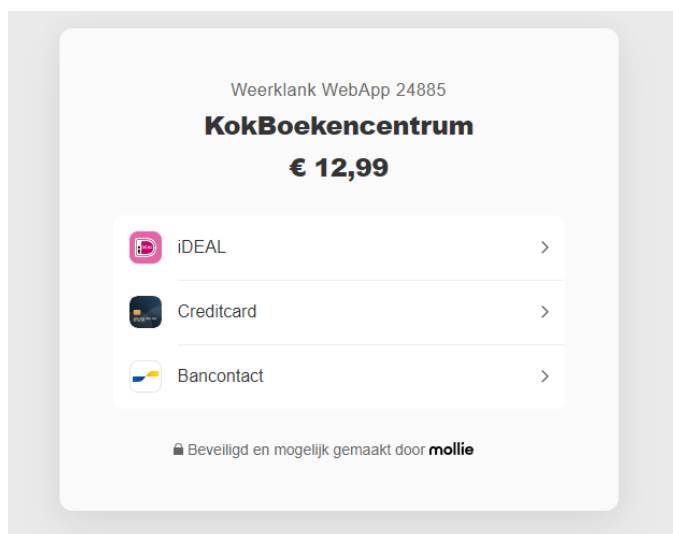 Weerklank WebApp 24885
KokBoekencentrum
€ 12,99
iDEAL
Creditcard
Bancontact
Beveiligd en mogelijk gemaakt door mollie